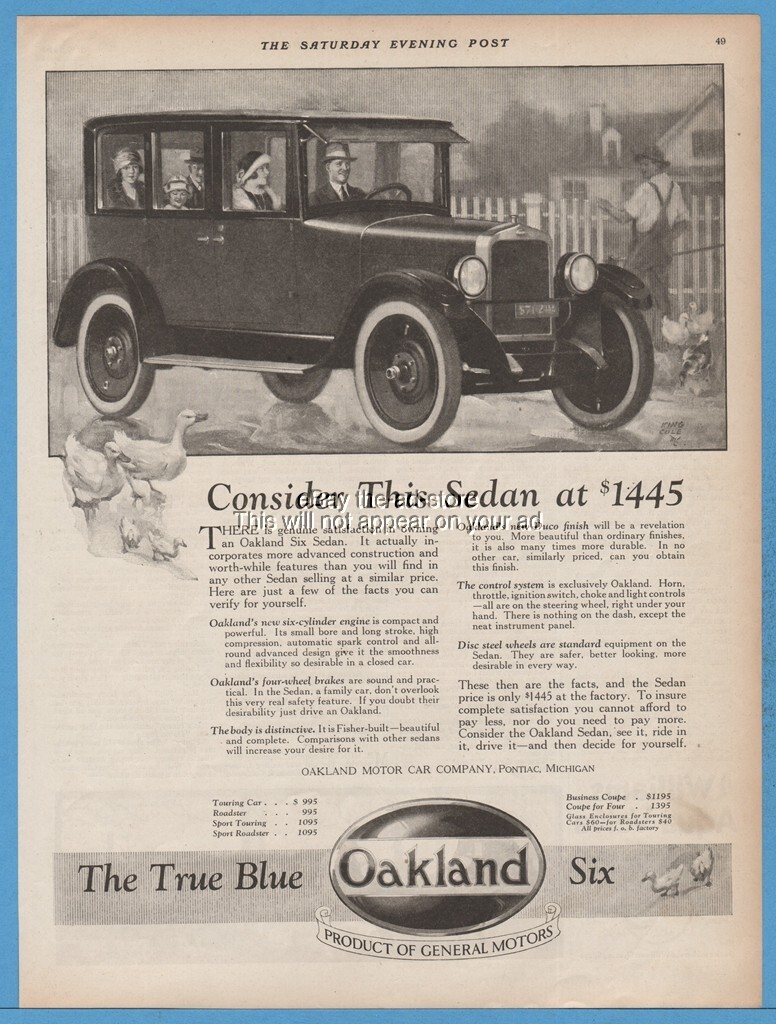 THE SATURDAY EVENING POST
49
KING
COLE
Consider This Sedan at $1445
eBay the-ad-store
This will not appear on your ad
THERE is genuine satisfaction in owning
an Oakland Six Sedan. It actually in-
corporates more advanced construction and
worth-while features than you will find in
any other Sedan selling at a similar price.
Here are just a few of the facts you can
verify for yourself.
Oakland's new six-cylinder engine is compact and
powerful. Its small bore and long stroke, high
compression, automatic spark control and all-
round advanced design give it the smoothness
and flexibility so desirable in a closed car.
Oakland's four-wheel brakes are sound and prac-
tical. In the Sedan, a family car, don't overlook
this very real safety feature. If you doubt their
desirability just drive an Oakland.
The body is distinctive. It is Fisher-built—beautiful
and complete. Comparisons with other sedans
will increase your desire for it.
Oakland's new Duco finish will be a revelation
to you. More beautiful than ordinary finishes,
it is also many times more durable. In no
other car, similarly priced, can you obtain
this finish.
The control system is exclusively Oakland. Horn,
throttle, ignition switch, choke and light controls
—all are on the steering wheel, right under your
hand. There is nothing on the dash, except the
neat instrument panel.
Disc steel wheels are standard equipment on the
Sedan. They are safer, better looking, more
desirable in every way.
These then are the facts, and the Sedan
price is only $1445 at the factory. To insure
complete satisfaction you cannot afford to
pay less, nor do you need to pay more.
Consider the Oakland Sedan, see it, ride in
it, drive it—and then decide for yourself.
OAKLAND MOTOR CAR COMPANY, PONTIAC, MICHIGAN
Touring Car . . . $ 995
Roadster . . . 995
Sport Touring . . 1095
Sport Roadster . . 1095
Business Coupe . $1195
Coupe for Four . 1395
Glass Enclosures for Touring
Cars $60—for Roadsters $40
All prices f. o. b. factory
The True Blue Oakland Six
PRODUCT OF GENERAL MOTORS